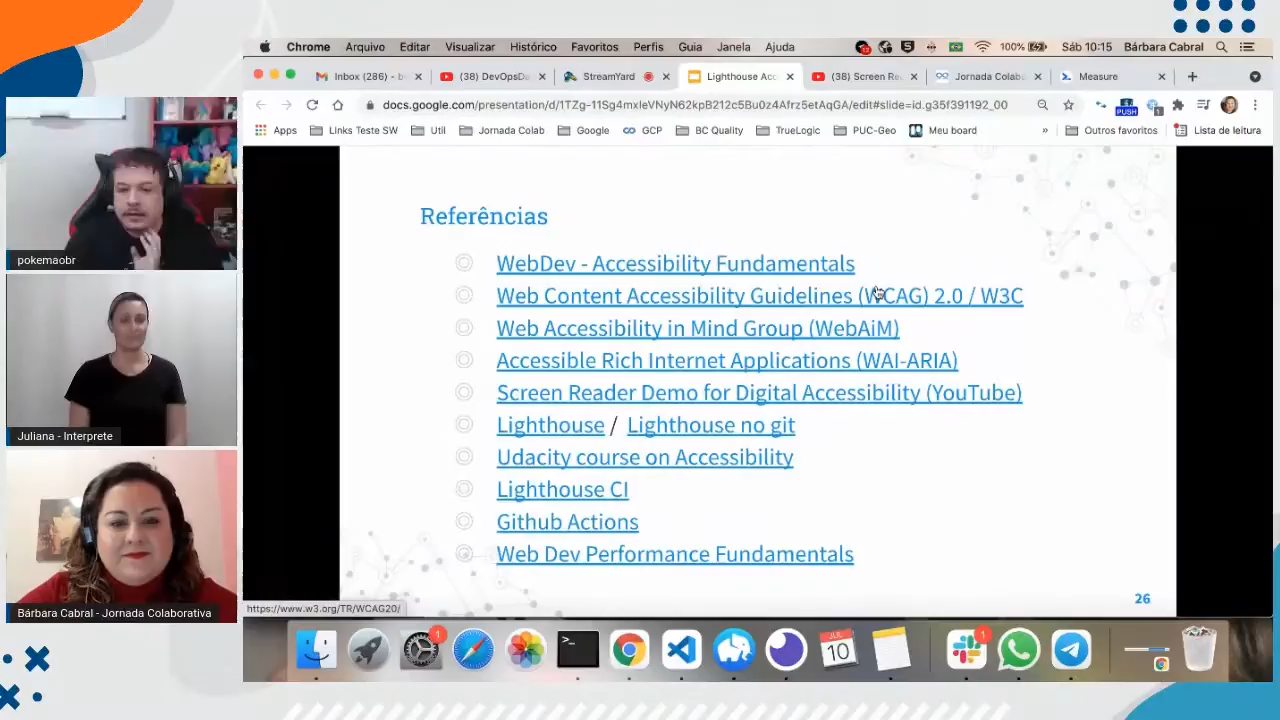 Chrome Arquivo Editar Visualizar Histórico Favoritos Perfis Guia Janela Ajuda 100% Sáb 10:15 Bárbara Cabral
Inbox (286) - b (38) DevOpsDa StreamYard Lighthouse Acc (38) Screen Re Jornada Colab Measure
docs.google.com/presentation/d/1TZg-11Sg4mxleVNyN62kpB212c5Bu0z4Afrz5etAqGA/edit#slide=id.g35f391192_00 PUSH
Apps Links Teste SW Util Jornada Colab Google GCP BC Quality TrueLogic PUC-Geo Meu board » Outros favoritos Lista de leitura
Referências
WebDev - Accessibility Fundamentals
Web Content Accessibility Guidelines (WCAG) 2.0 / W3C
Web Accessibility in Mind Group (WebAiM)
Accessible Rich Internet Applications (WAI-ARIA)
Screen Reader Demo for Digital Accessibility (YouTube)
Lighthouse / Lighthouse no git
Udacity course on Accessibility
Lighthouse CI
Github Actions
Web Dev Performance Fundamentals
26
https://www.w3.org/TR/WCAG20/
pokemaobr
Juliana - Interprete
Bárbara Cabral - Jornada Colaborativa
1
JUL
10
1